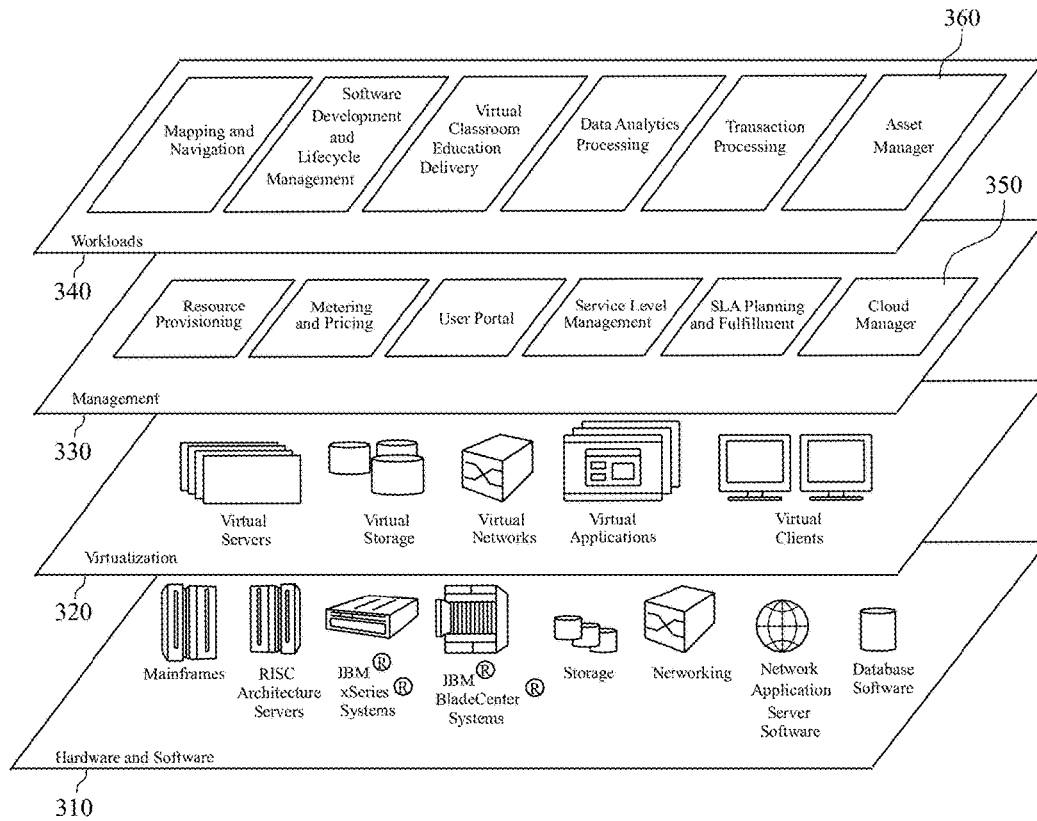 360
Mapping and
Navigation
Software
Development
and
Lifecycle
Management
Virtual
Classroom
Education
Delivery
Data Analytics
Processing
Transaction
Processing
Asset
Manager
350
Workloads
340
Resource
Provisioning
Metering
and Pricing
User Portal
Service Level
Management
SLA Planning
and Fulfillment
Cloud
Manager
Management
330
Virtual
Servers
Virtual
Storage
Virtual
Networks
Virtual
Applications
Virtual
Clients
Virtualization
320
Mainframes
RISC
Architecture
Servers
IBM ®
xSeries ®
Systems
IBM ®
BladeCenter ®
Systems
Storage
Networking
Network
Application
Server
Software
Database
Software
Hardware and Software
310